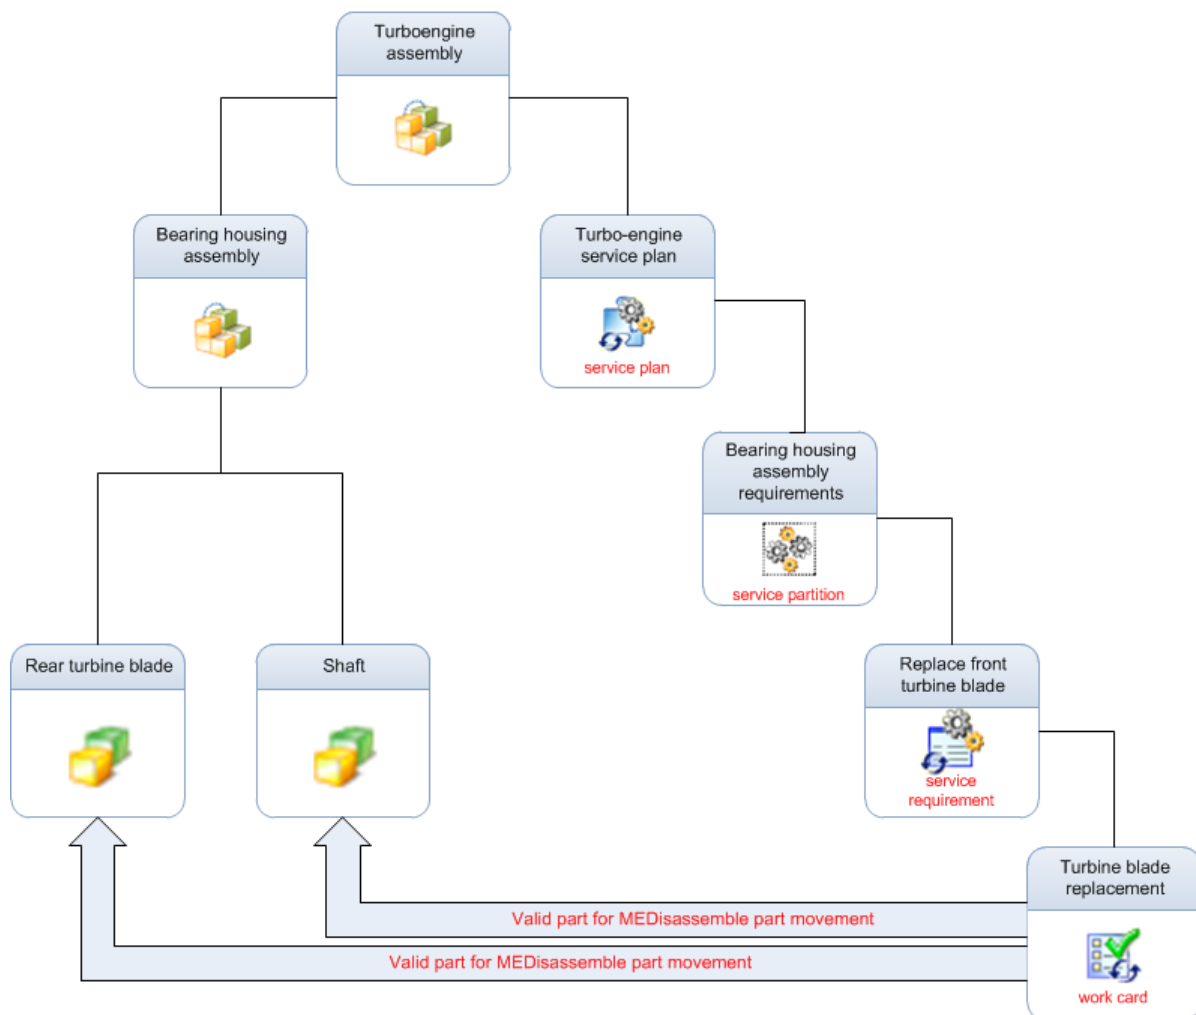 Turboengine
assembly
Bearing housing
assembly
Turbo-engine
service plan
service plan
Bearing housing
assembly
requirements
service partition
Rear turbine blade
Shaft
Replace front
turbine blade
service
requirement
Turbine blade
replacement
work card
Valid part for MEDisassemble part movement
Valid part for MEDisassemble part movement